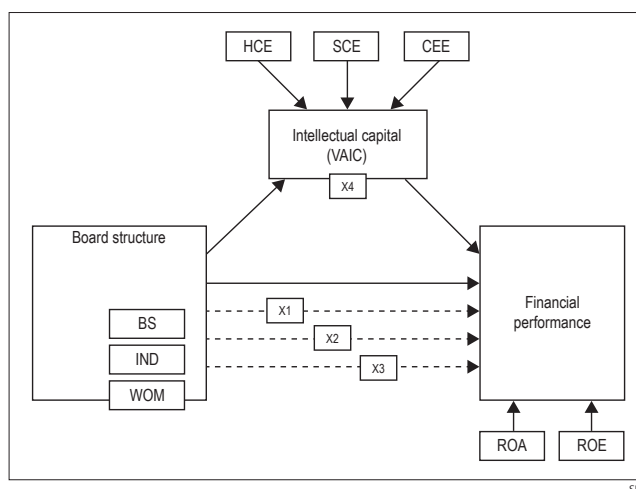 HCE
SCE
CEE
Intellectual capital
(VAIC)
X4
Board structure
BS
IND
WOM
X1
X2
X3
Financial
performance
ROA
ROE